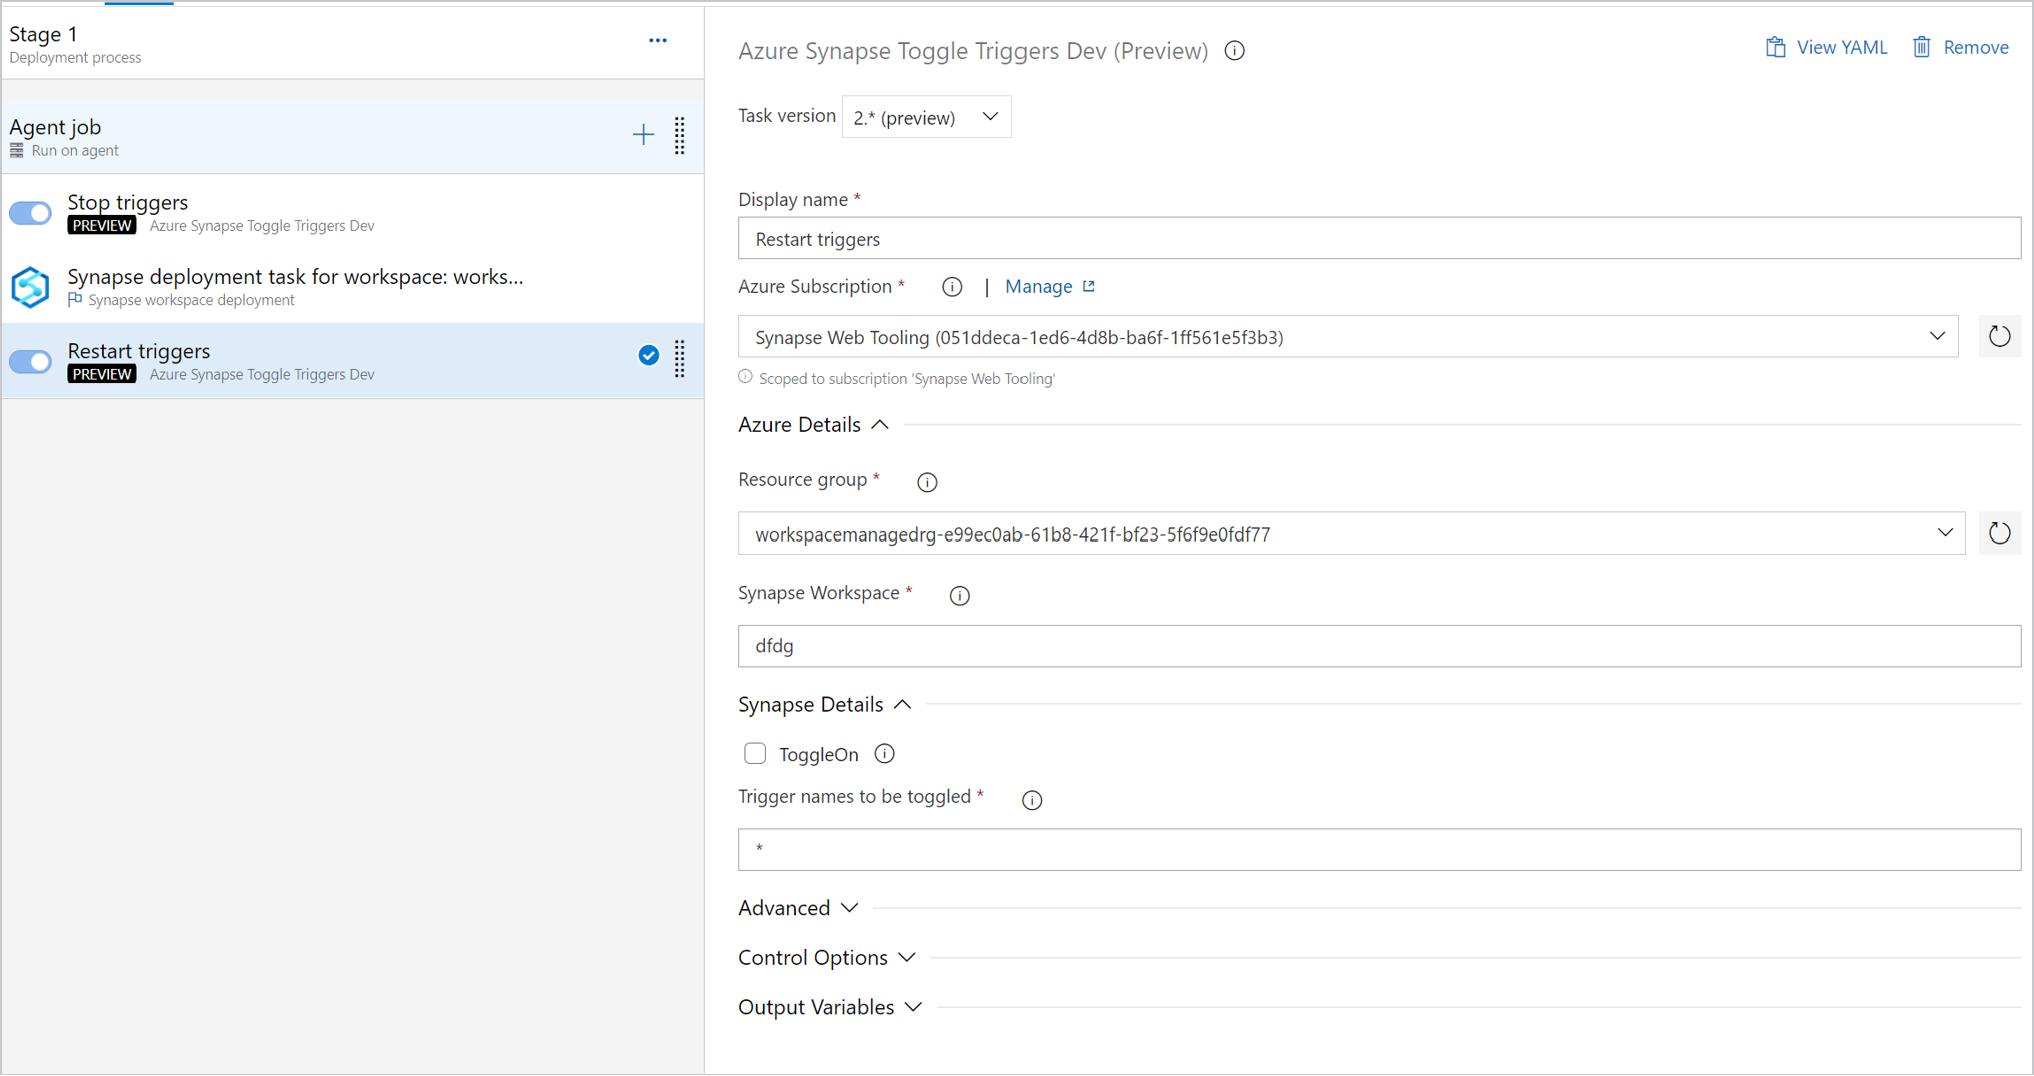 Stage 1
Deployment process
Agent job
Run on agent
Stop triggers
PREVIEW Azure Synapse Toggle Triggers Dev
Synapse deployment task for workspace: works...
Synapse workspace deployment
Restart triggers
PREVIEW Azure Synapse Toggle Triggers Dev
Azure Synapse Toggle Triggers Dev (Preview)
View YAML
Remove
Task version 2.* (preview)
Display name *
Restart triggers
Azure Subscription * | Manage
Synapse Web Tooling (051ddeca-1ed6-4d8b-ba6f-1ff561e5f3b3)
Scoped to subscription 'Synapse Web Tooling'
Azure Details
Resource group *
workspacemanagedrg-e99ec0ab-61b8-421f-bf23-5f6f9e0fdf77
Synapse Workspace *
dfdg
Synapse Details
ToggleOn
Trigger names to be toggled *
*
Advanced
Control Options
Output Variables